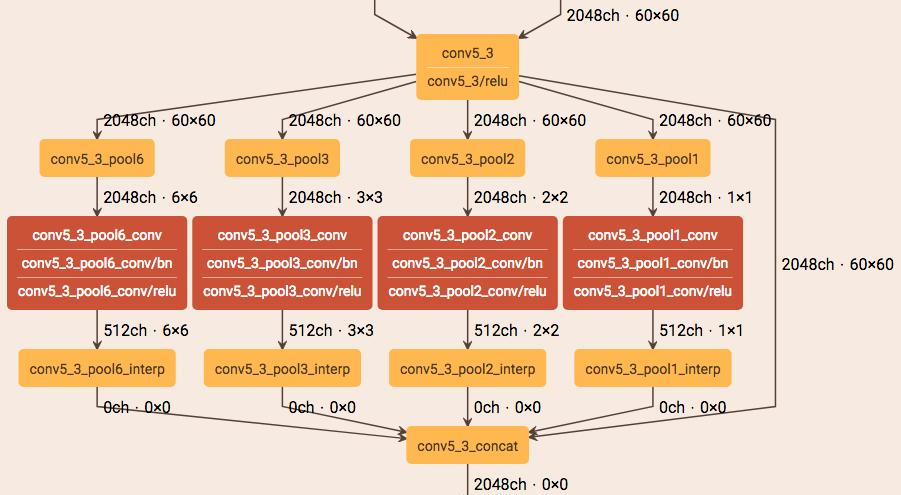 2048ch · 60×60
conv5_3
conv5_3/relu
2048ch · 60×60 2048ch · 60×60 2048ch · 60×60 2048ch · 60×60
conv5_3_pool6 conv5_3_pool3 conv5_3_pool2 conv5_3_pool1
2048ch · 6×6 2048ch · 3×3 2048ch · 2×2 2048ch · 1×1
conv5_3_pool6_conv conv5_3_pool3_conv conv5_3_pool2_conv conv5_3_pool1_conv
conv5_3_pool6_conv/bn conv5_3_pool3_conv/bn conv5_3_pool2_conv/bn conv5_3_pool1_conv/bn
2048ch · 60×60
conv5_3_pool6_conv/relu conv5_3_pool3_conv/relu conv5_3_pool2_conv/relu conv5_3_pool1_conv/relu
512ch · 6×6 512ch · 3×3 512ch · 2×2 512ch · 1×1
conv5_3_pool6_interp conv5_3_pool3_interp conv5_3_pool2_interp conv5_3_pool1_interp
0ch · 0×0 0ch · 0×0 0ch · 0×0 0ch · 0×0
conv5_3_concat
2048ch · 0×0